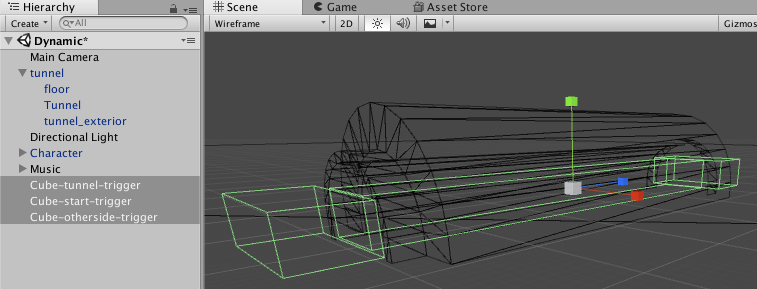 Hierarchy
Create
All
Dynamic*
Main Camera
tunnel
floor
Tunnel
tunnel_exterior
Directional Light
Character
Music
Cube-tunnel-trigger
Cube-start-trigger
Cube-otherside-trigger
Scene
Game
Asset Store
Wireframe
2D
Gizmos